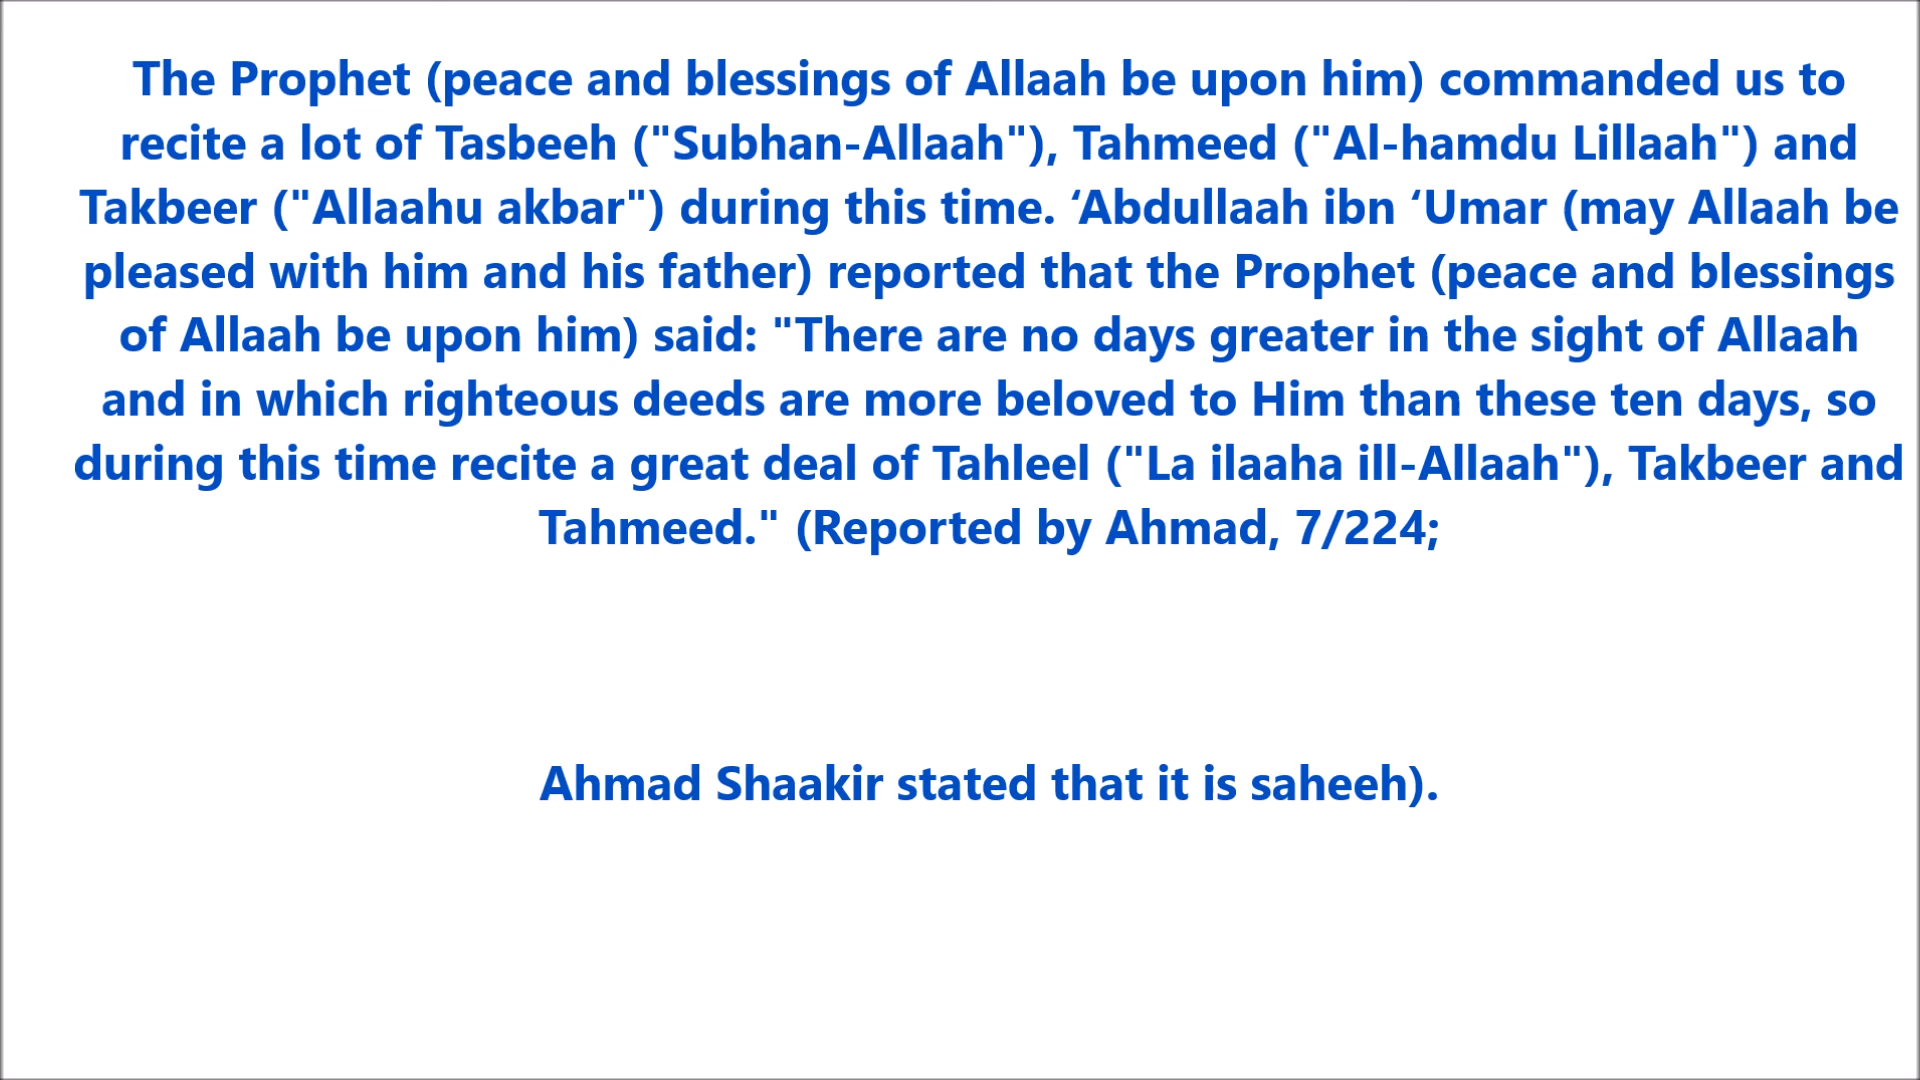 The Prophet (peace and blessings of Allaah be upon him) commanded us to
recite a lot of Tasbeeh ("Subhan-Allaah"), Tahmeed ("Al-hamdu Lillaah") and
Takbeer ("Allaahu akbar") during this time. ‘Abdullaah ibn ‘Umar (may Allaah be
pleased with him and his father) reported that the Prophet (peace and blessings
of Allaah be upon him) said: "There are no days greater in the sight of Allaah
and in which righteous deeds are more beloved to Him than these ten days, so
during this time recite a great deal of Tahleel ("La ilaaha ill-Allaah"), Takbeer and
Tahmeed." (Reported by Ahmad, 7/224;
Ahmad Shaakir stated that it is saheeh).